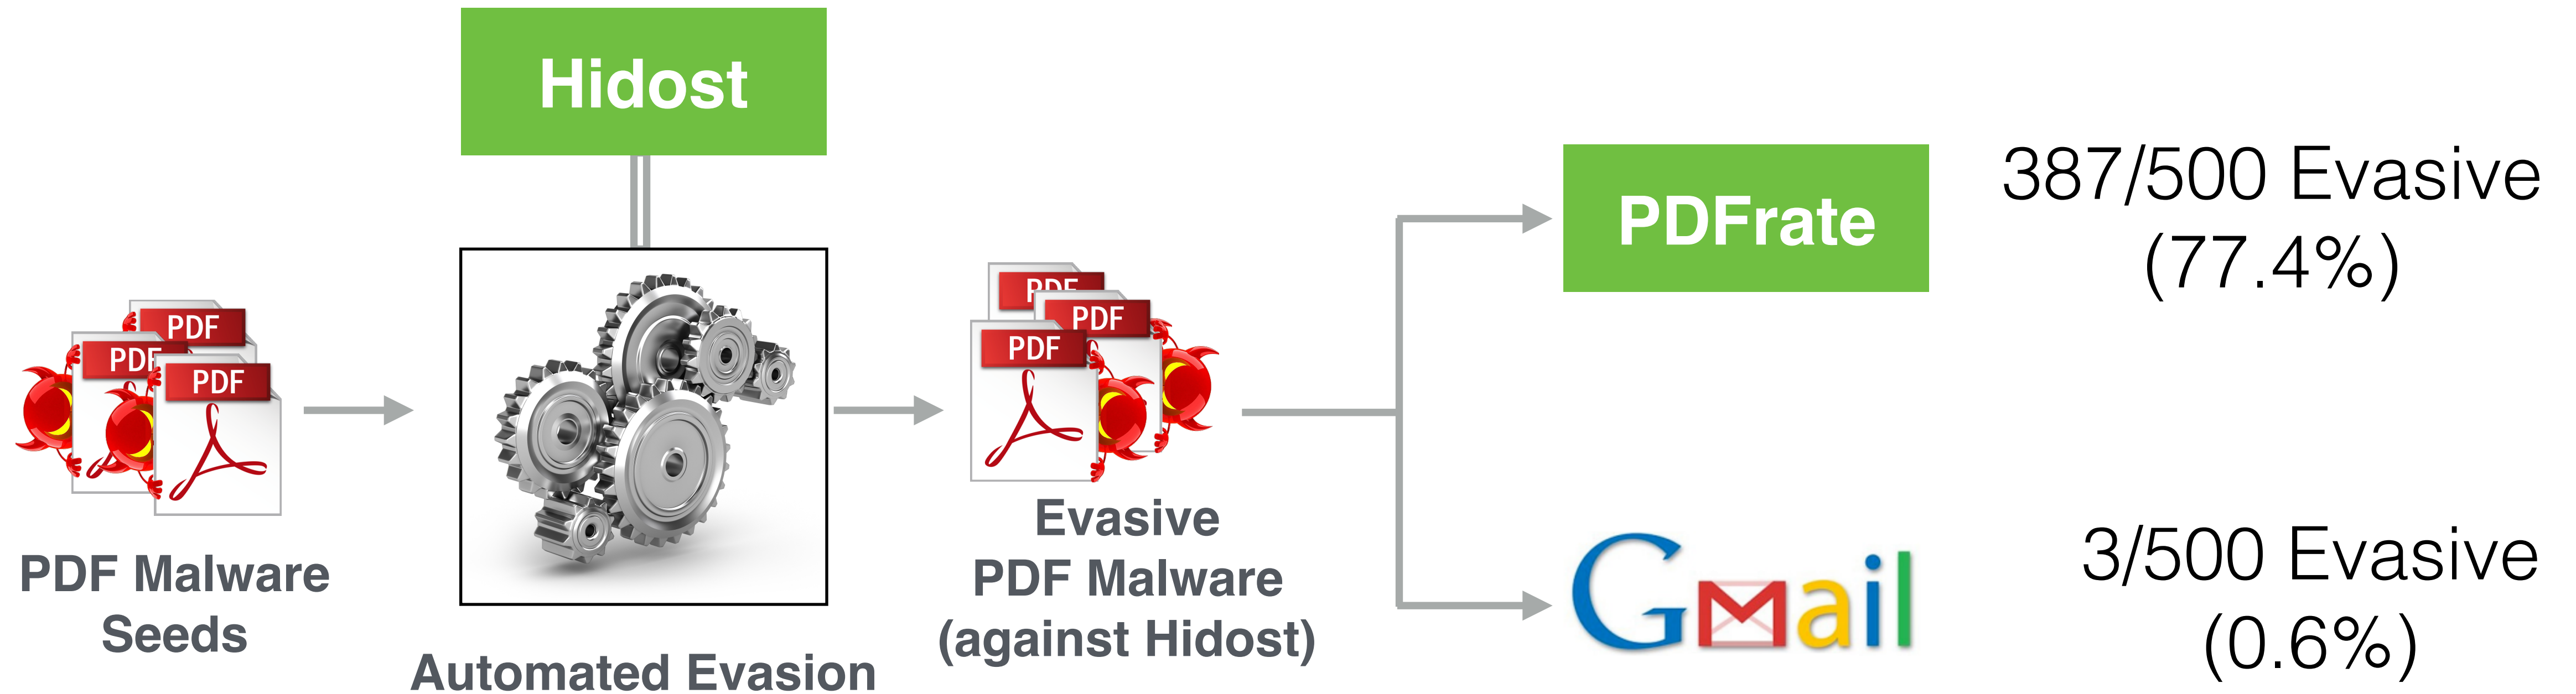 Hidost
PDF
PDF
PDF
PDF Malware
Seeds
Automated Evasion
PDF
PDF
PDF
Evasive
PDF Malware
(against Hidost)
PDFrate
387/500 Evasive
(77.4%)
Gmail
3/500 Evasive
(0.6%)